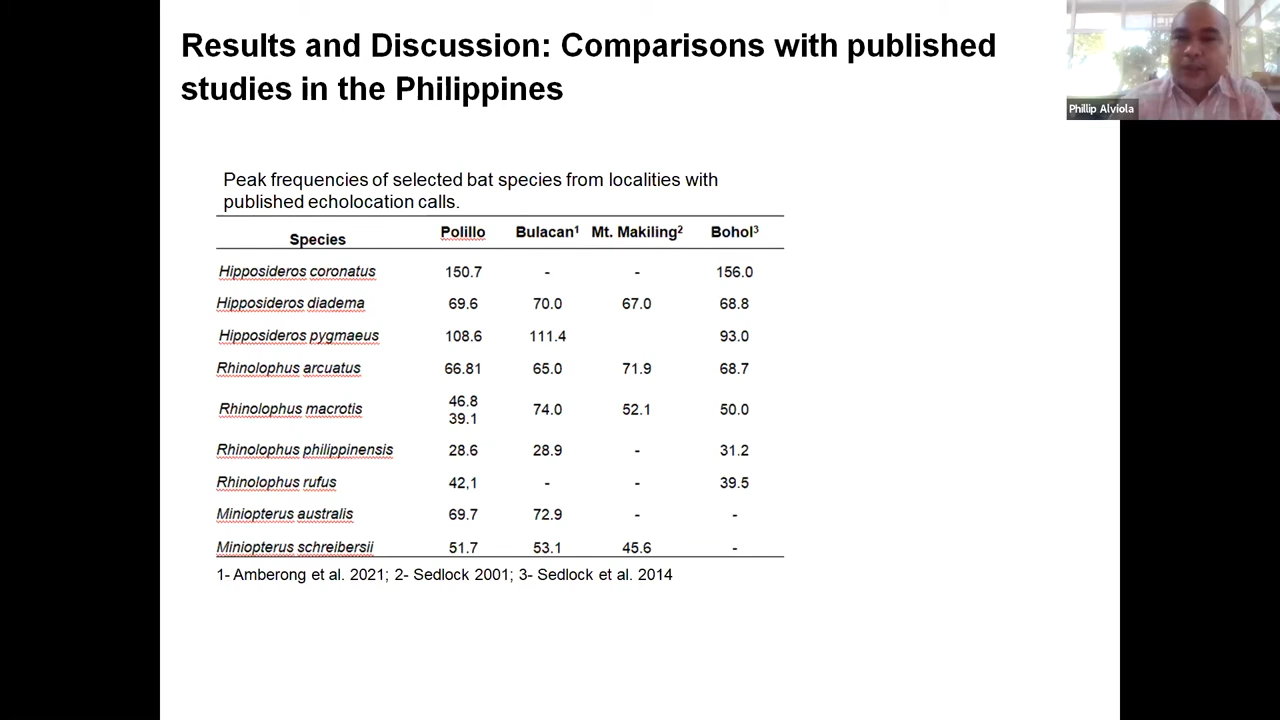 Results and Discussion: Comparisons with published
studies in the Philippines
Phillip Alviola
Peak frequencies of selected bat species from localities with
published echolocation calls.
Species Polillo Bulacan¹ Mt. Makiling² Bohol³
Hipposideros coronatus 150.7 - - 156.0
Hipposideros diadema 69.6 70.0 67.0 68.8
Hipposideros pygmaeus 108.6 111.4 93.0
Rhinolophus arcuatus 66.81 65.0 71.9 68.7
Rhinolophus macrotis 46.8 74.0 52.1 50.0
39.1
Rhinolophus philippinensis 28.6 28.9 - 31.2
Rhinolophus rufus 42,1 - - 39.5
Miniopterus australis 69.7 72.9 - -
Miniopterus schreibersii 51.7 53.1 45.6 -
1- Amberong et al. 2021; 2- Sedlock 2001; 3- Sedlock et al. 2014